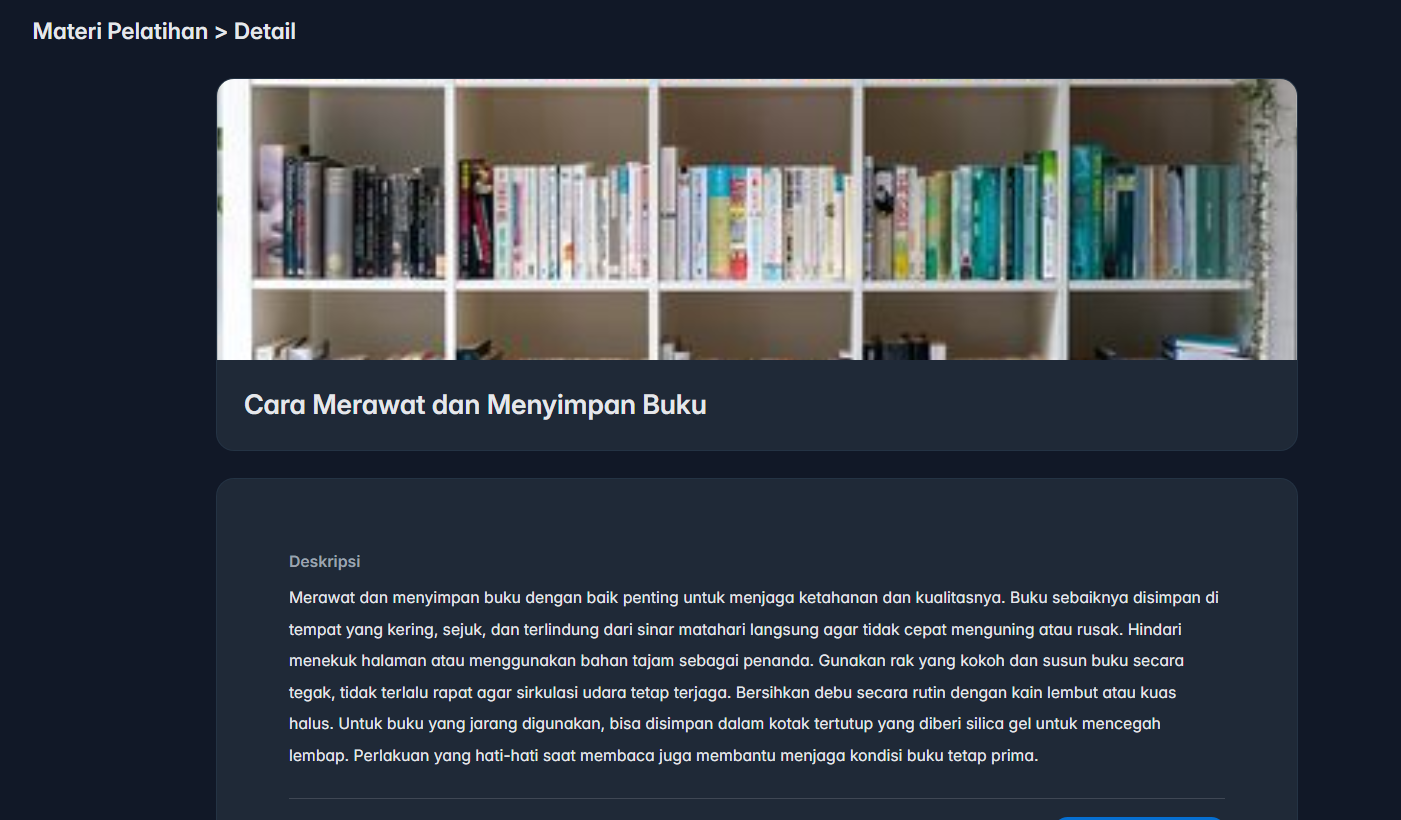 Materi Pelatihan > Detail
Cara Merawat dan Menyimpan Buku
Deskripsi
Merawat dan menyimpan buku dengan baik penting untuk menjaga ketahanan dan kualitasnya. Buku sebaiknya disimpan di
tempat yang kering, sejuk, dan terlindung dari sinar matahari langsung agar tidak cepat menguning atau rusak. Hindari
menekuk halaman atau menggunakan bahan tajam sebagai penanda. Gunakan rak yang kokoh dan susun buku secara
tegak, tidak terlalu rapat agar sirkulasi udara tetap terjaga. Bersihkan debu secara rutin dengan kain lembut atau kuas
halus. Untuk buku yang jarang digunakan, bisa disimpan dalam kotak tertutup yang diberi silica gel untuk mencegah
lembap. Perlakuan yang hati-hati saat membaca juga membantu menjaga kondisi buku tetap prima.